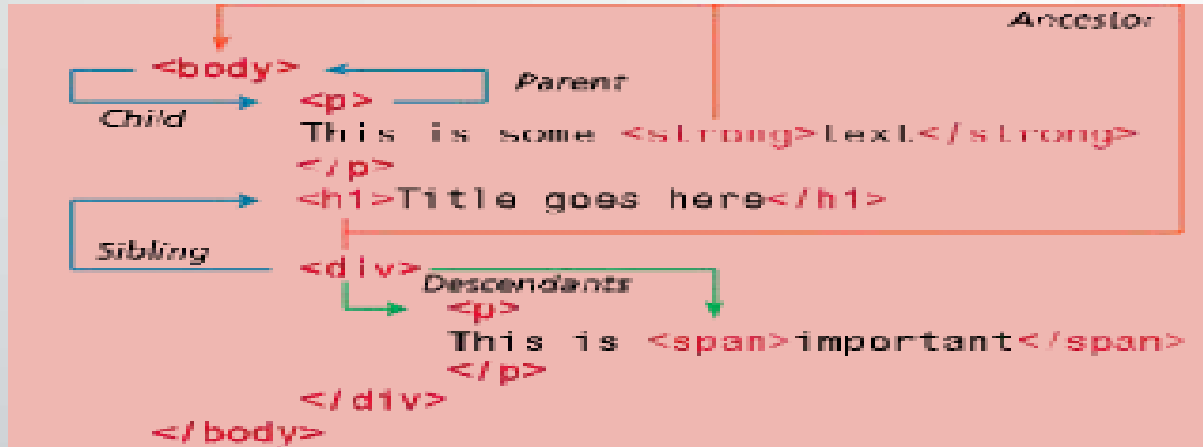 Ancestor
<body>
Parent
<p>
Child
This is some <strong>text</strong>
</p>
<h1>Title goes here</h1>
Sibling
<div>
Descendants
<p>
This is <span>important</span>
</p>
</div>
</body>